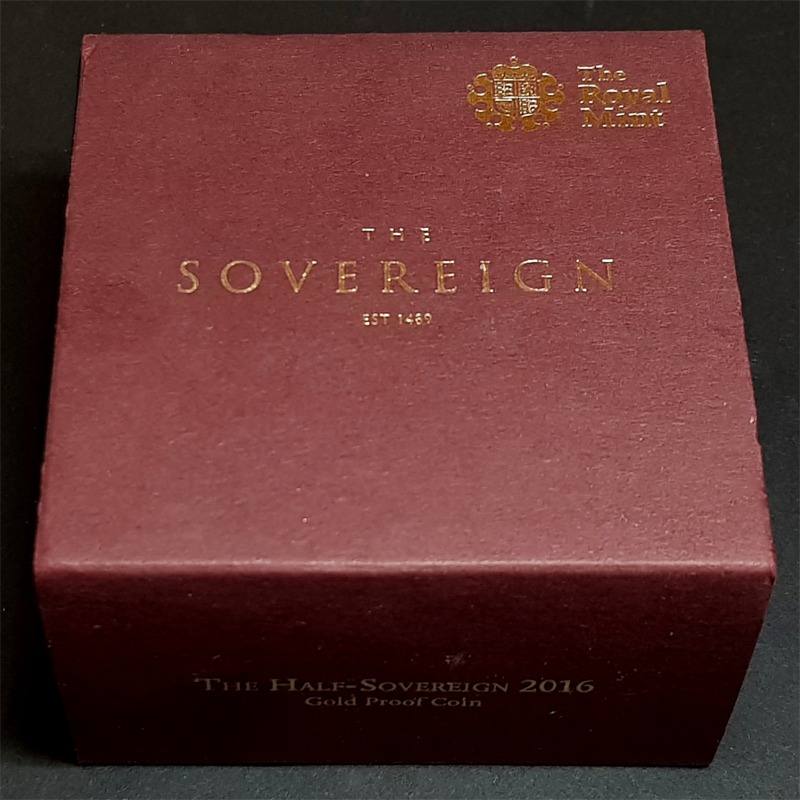 The
Royal
Mint
THE
SOVEREIGN
EST 1489
THE HALF-SOVEREIGN 2016
Gold Proof Coin